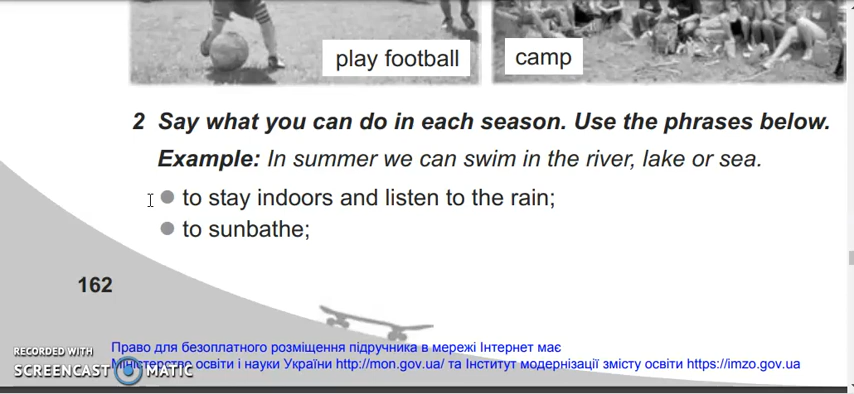 play football
camp
2 Say what you can do in each season. Use the phrases below.
Example: In summer we can swim in the river, lake or sea.
● to stay indoors and listen to the rain;
● to sunbathe;
162
Право для безоплатного розміщення підручника в мережі Інтернет має
Міністерство освіти і науки України http://mon.gov.ua/ та Інститут модернізації змісту освіти https://imzo.gov.ua
RECORDED WITH
SCREENCAST MATIC